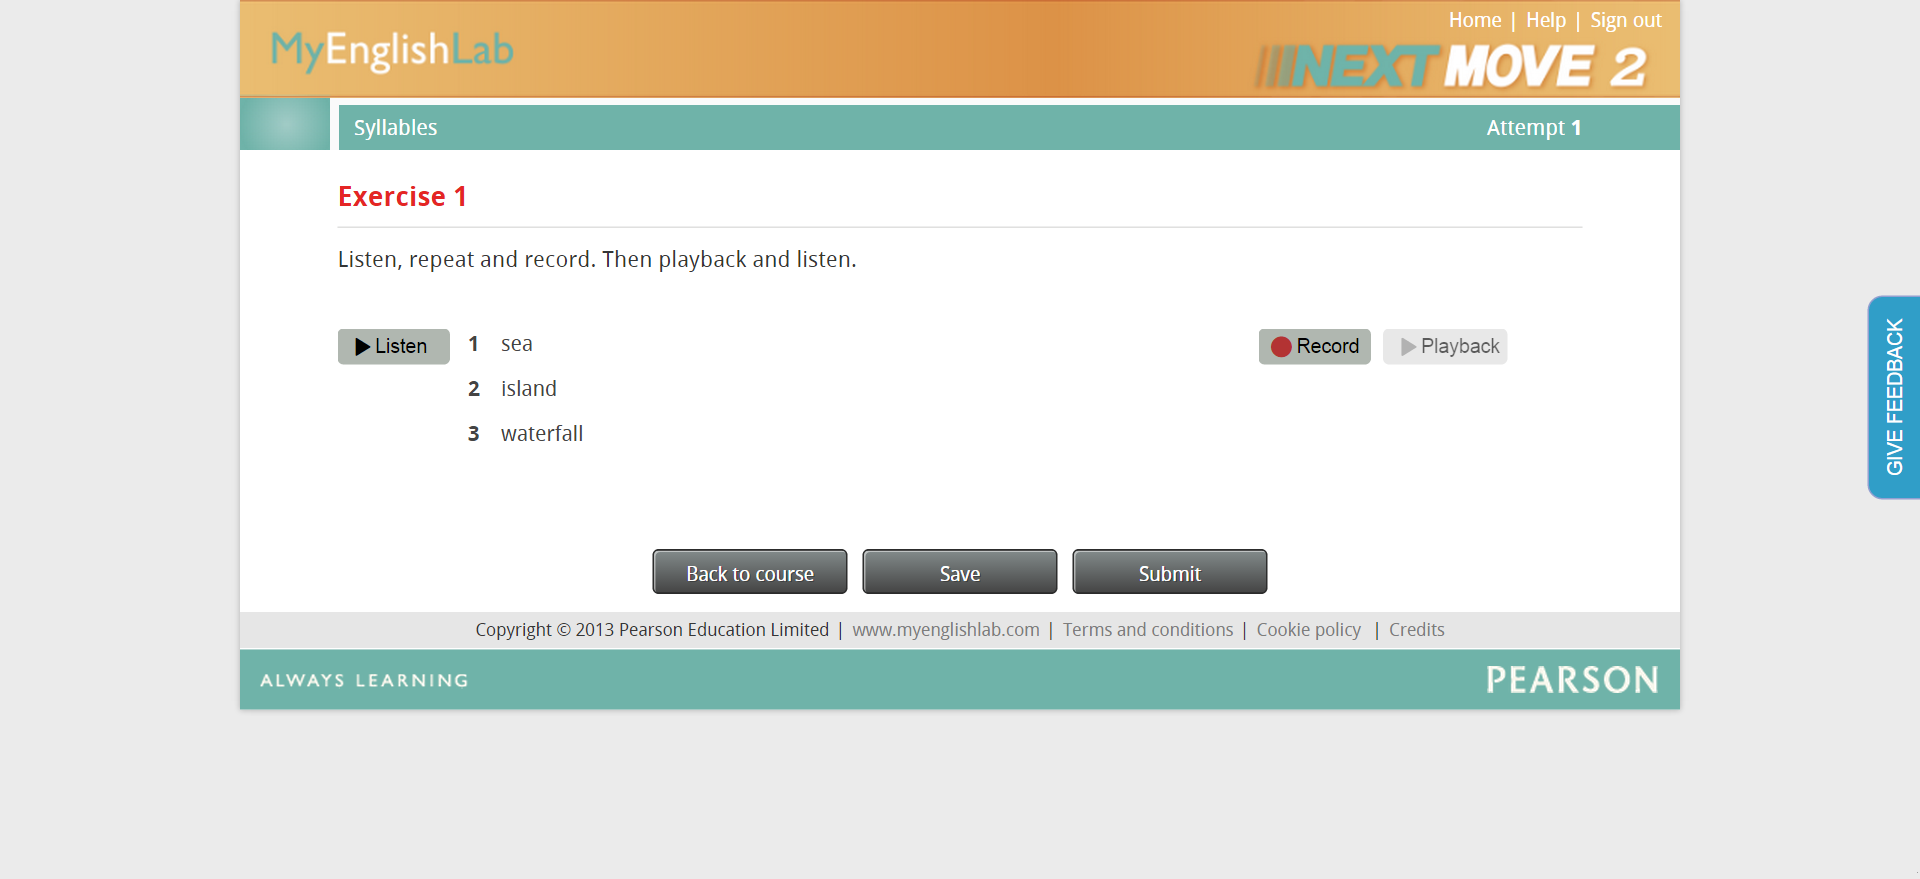 Home | Help | Sign out
MyEnglishLab
NEXT MOVE 2
Syllables
Attempt 1
Exercise 1
Listen, repeat and record. Then playback and listen.
Listen
1 sea
Record
Playback
2 island
3 waterfall
GIVE FEEDBACK
Back to course
Save
Submit
Copyright © 2013 Pearson Education Limited | www.myenglishlab.com | Terms and conditions | Cookie policy | Credits
ALWAYS LEARNING
PEARSON